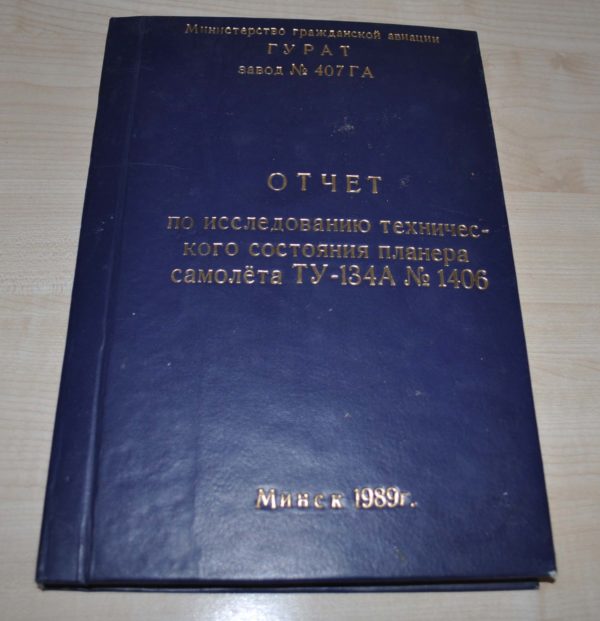 Министерство гражданской авиации
ГУРАТ
завод № 407 ГА
ОТЧЕТ
по исследованию техничес-
кого состояния планера
самолёта ТУ-134А № 1406
Минск 1989г.